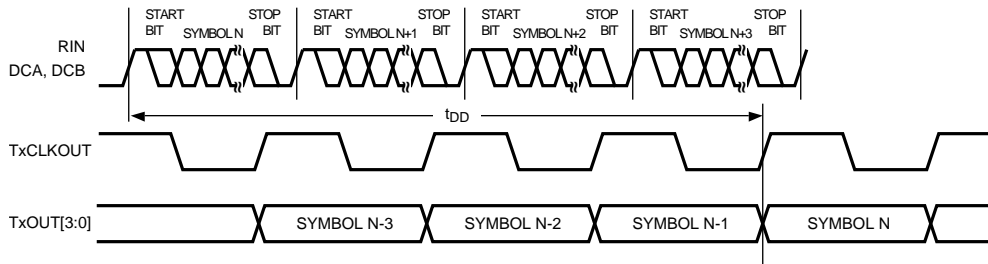 START STOP START STOP START STOP START STOP
BIT SYMBOL N BIT BIT SYMBOL N+1 BIT BIT SYMBOL N+2 BIT BIT SYMBOL N+3 BIT
RIN
DCA, DCB
tDD
TxCLKOUT
TxOUT[3:0] SYMBOL N-3 SYMBOL N-2 SYMBOL N-1 SYMBOL N